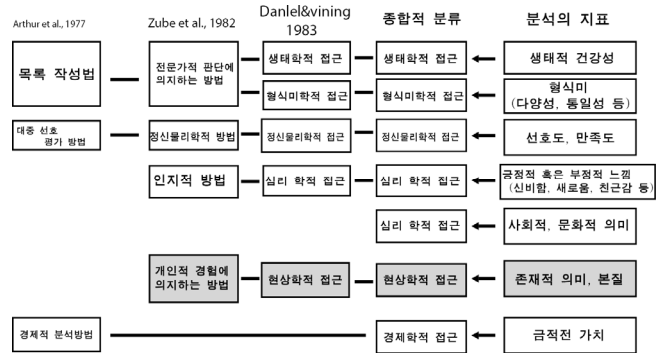 Arthur et al., 1977
Zube et al., 1982
Danlel&vining
1983
종합적 분류
분석의 지표
목록 작성법
전문가적 판단에
의지하는 방법
생태학적 접근
생태학적 접근
생태적 건강성
형식미학적 접근
형식미학적 접근
형식미
(다양성, 통일성 등)
대중 선호
평가 방법
정신물리학적 방법
정신물리학적 접근
정신물리학적 접근
선호도, 만족도
인지적 방법
심리 학적 접근
심리 학적 접근
긍정적 혹은 부정적 느낌
(신비함, 새로움, 친근감 등)
심리 학적 접근
사회적, 문화적 의미
개인적 경험에
의지하는 방법
현상학적 접근
현상학적 접근
존재적 의미, 본질
경제적 분석방법
경제학적 접근
금적전 가치